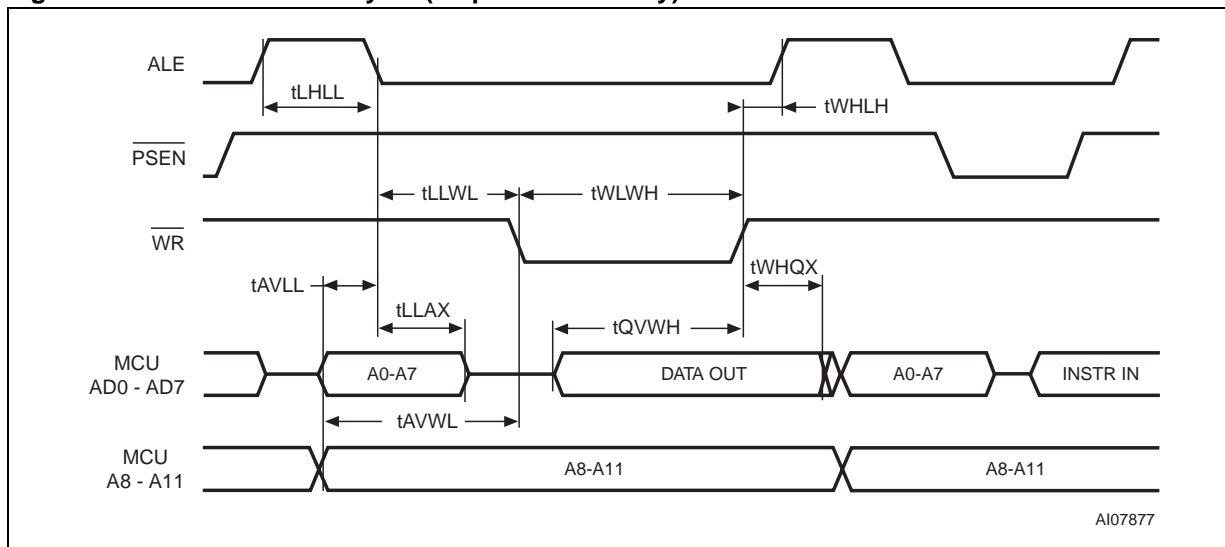 ALE
tLHLL
tWHLH
PSEN
tLLWL
tWLWH
WR
tWHQX
tAVLL
tLLAX
tQVWH
MCU
AD0 - AD7
A0-A7
DATA OUT
A0-A7
INSTR IN
tAVWL
MCU
A8 - A11
A8-A11
A8-A11
AI07877